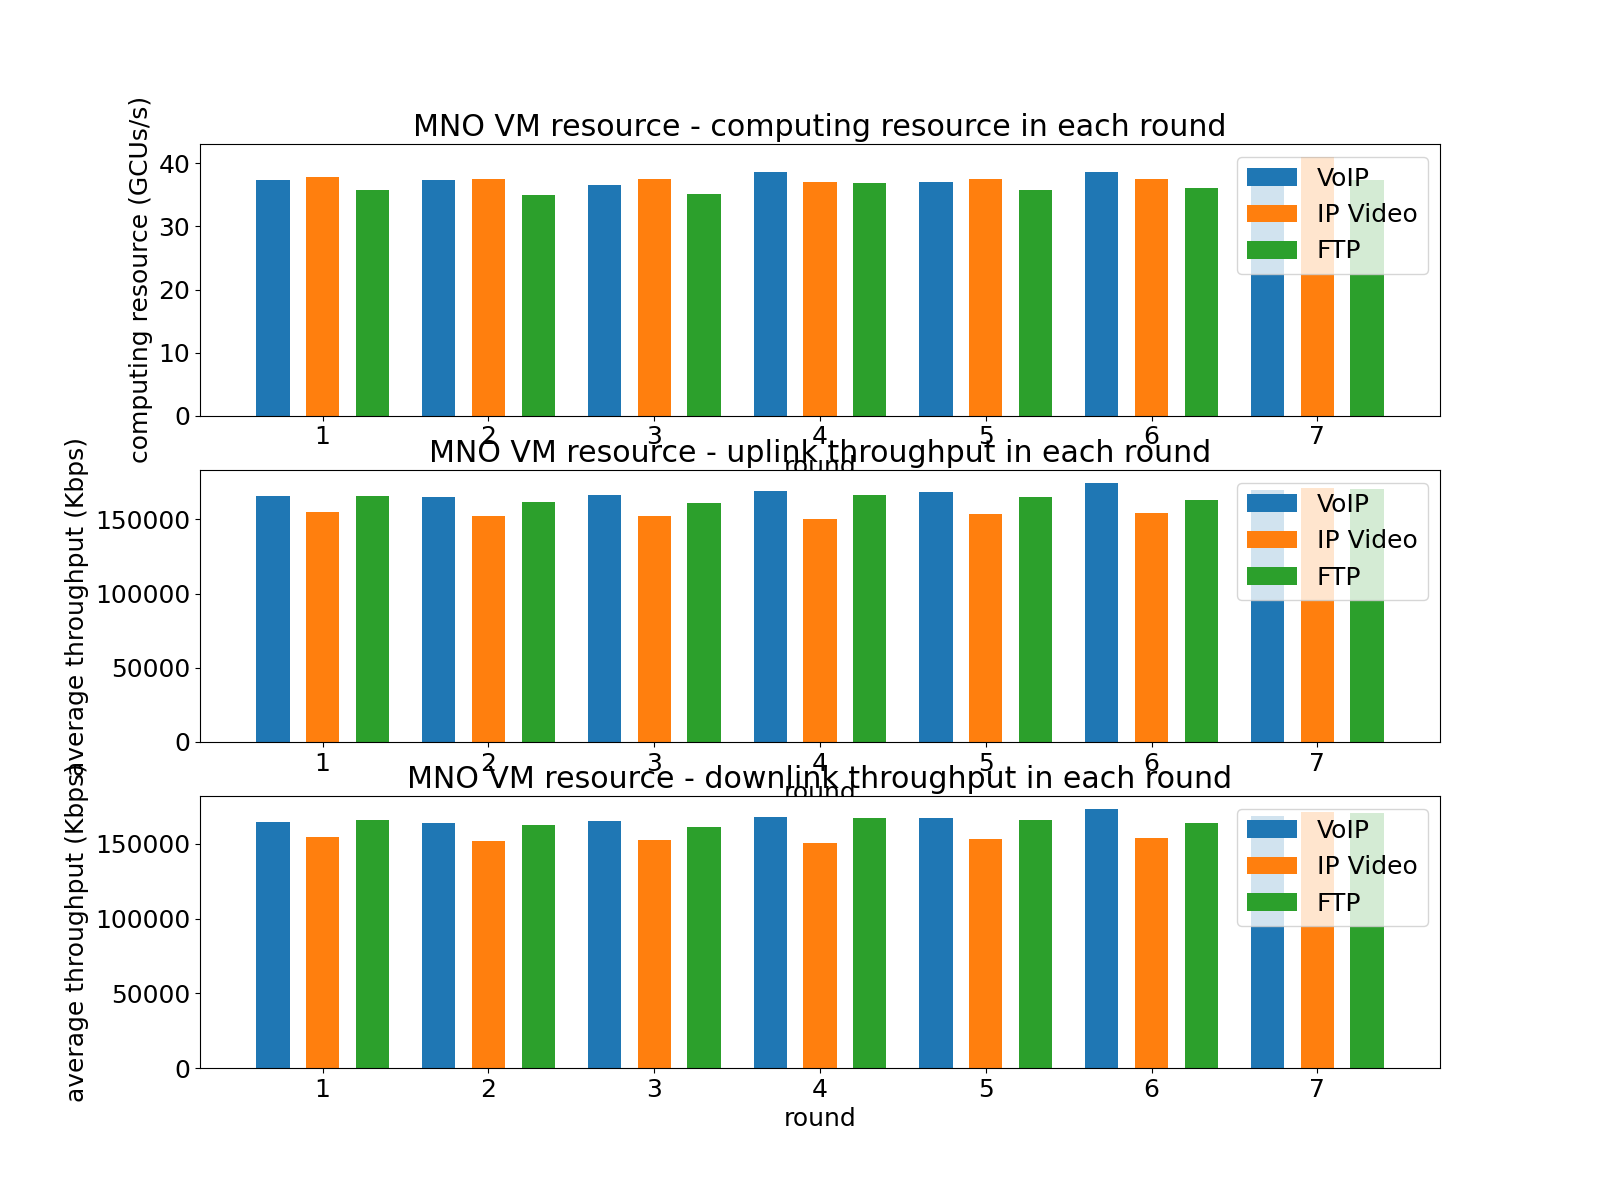 MNO VM resource - computing resource in each round
computing resource (GCUs/s)
40
30
20
10
0
VoIP
IP Video
FTP
1 2 3 4 5 6 7
round
MNO VM resource - uplink throughput in each round
average throughput (Kbps)
150000
100000
50000
0
VoIP
IP Video
FTP
1 2 3 4 5 6 7
round
MNO VM resource - downlink throughput in each round
average throughput (Kbps)
150000
100000
50000
0
VoIP
IP Video
FTP
1 2 3 4 5 6 7
round